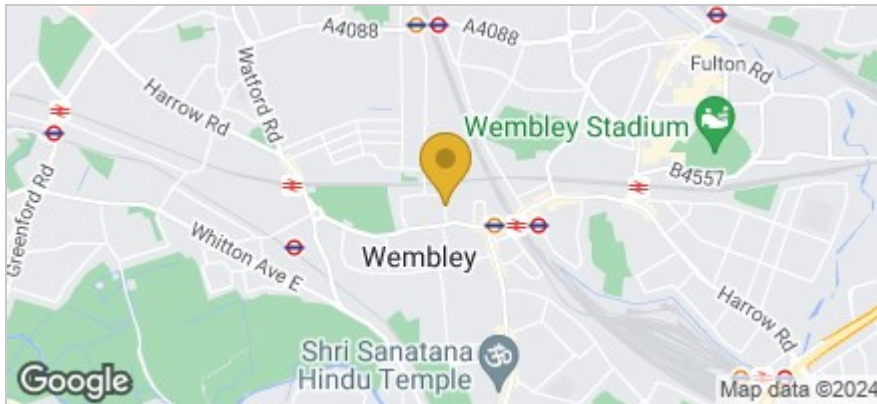 A4088
A4088
Fulton Rd
Watford Rd
Harrow Rd
Wembley Stadium
B4557
Greenford Rd
Whitton Ave E
Wembley
Harrow Rd
Shri Sanatana
Hindu Temple
ॐ
Google
Map data ©2024